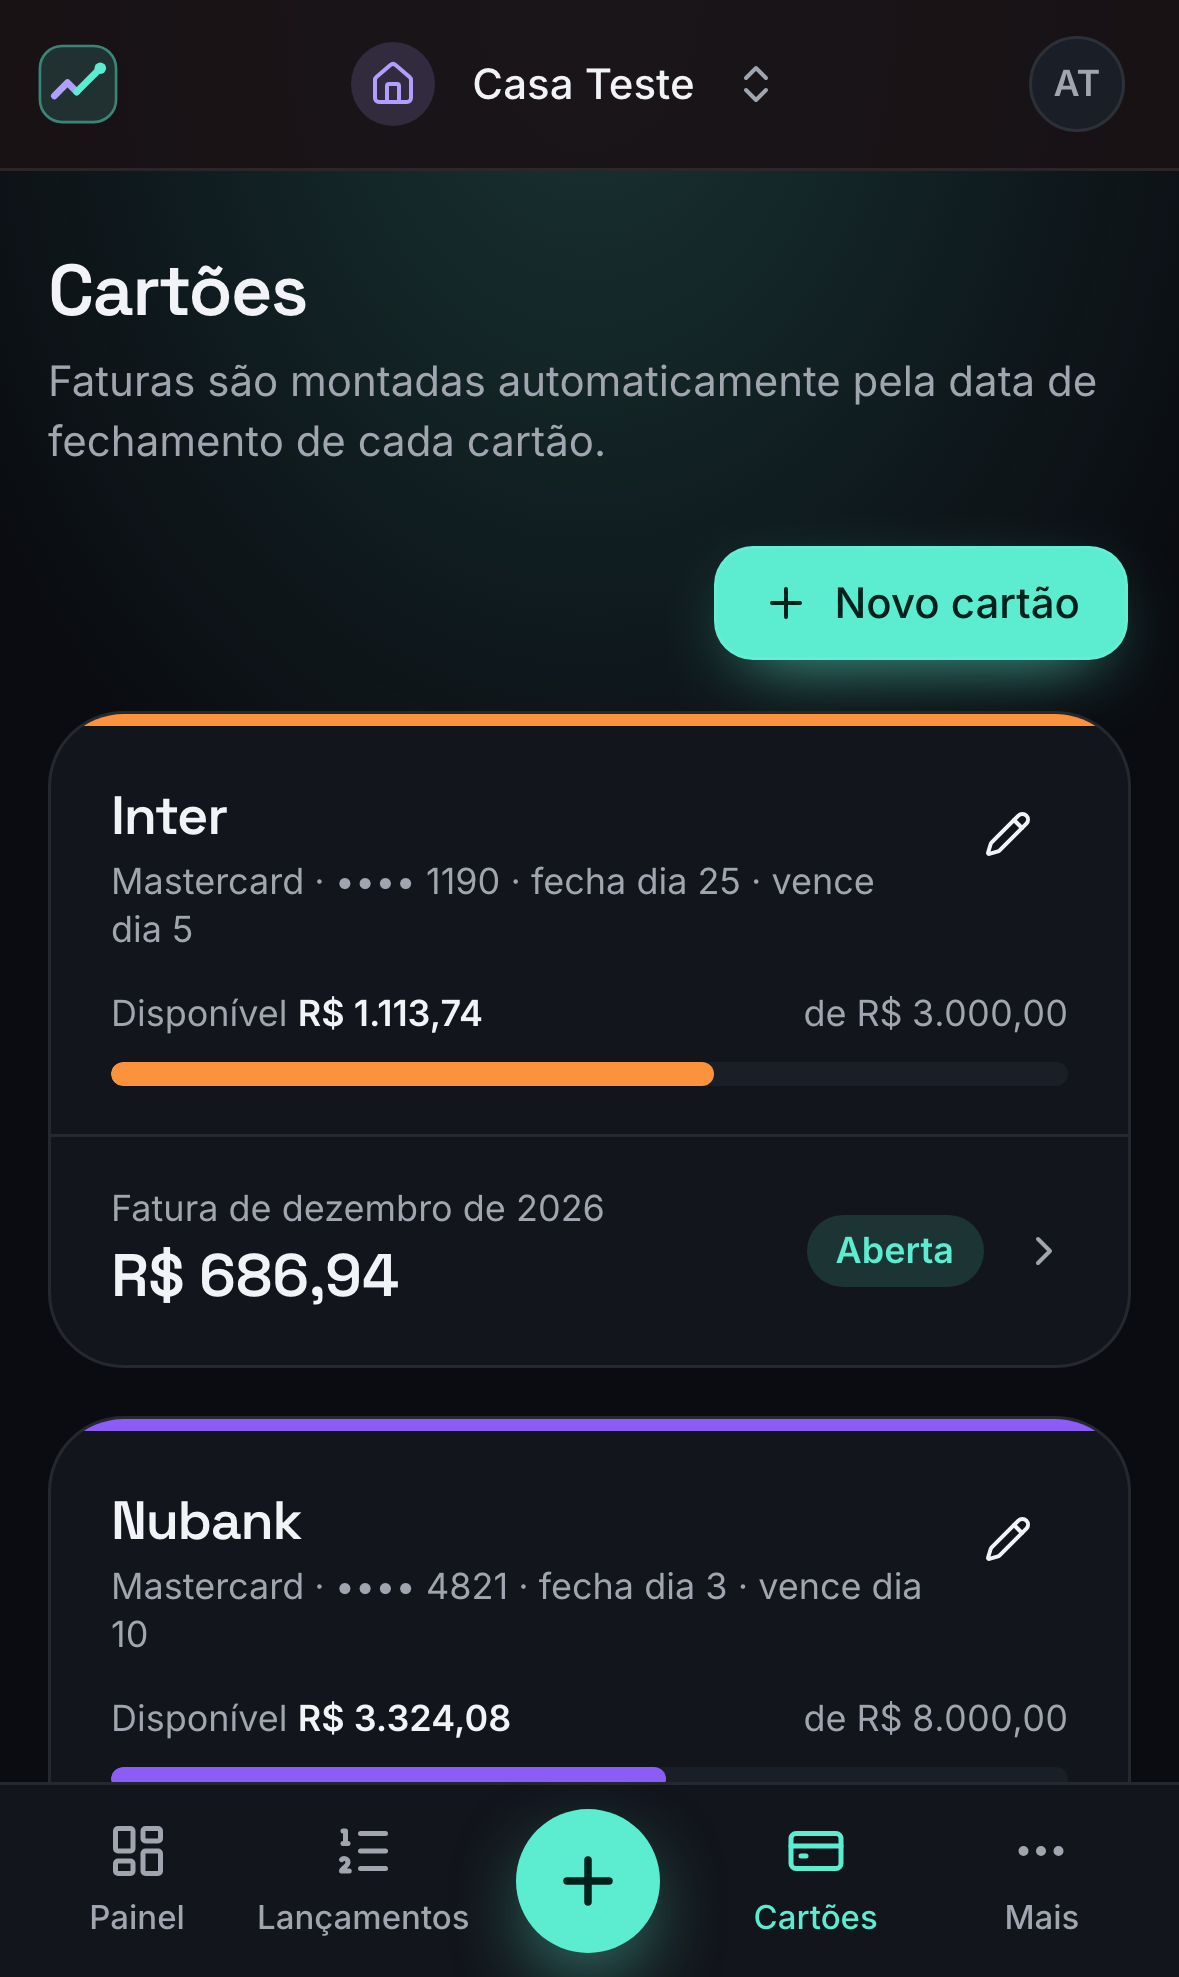 Casa Teste
AT
Cartões
Faturas são montadas automaticamente pela data de
fechamento de cada cartão.
+ Novo cartão
Inter
Mastercard · •••• 1190 · fecha dia 25 · vence
dia 5
Disponível R$ 1.113,74 de R$ 3.000,00
Fatura de dezembro de 2026
R$ 686,94
Aberta
Nubank
Mastercard · •••• 4821 · fecha dia 3 · vence dia
10
Disponível R$ 3.324,08 de R$ 8.000,00
Painel
Lançamentos
Cartões
Mais